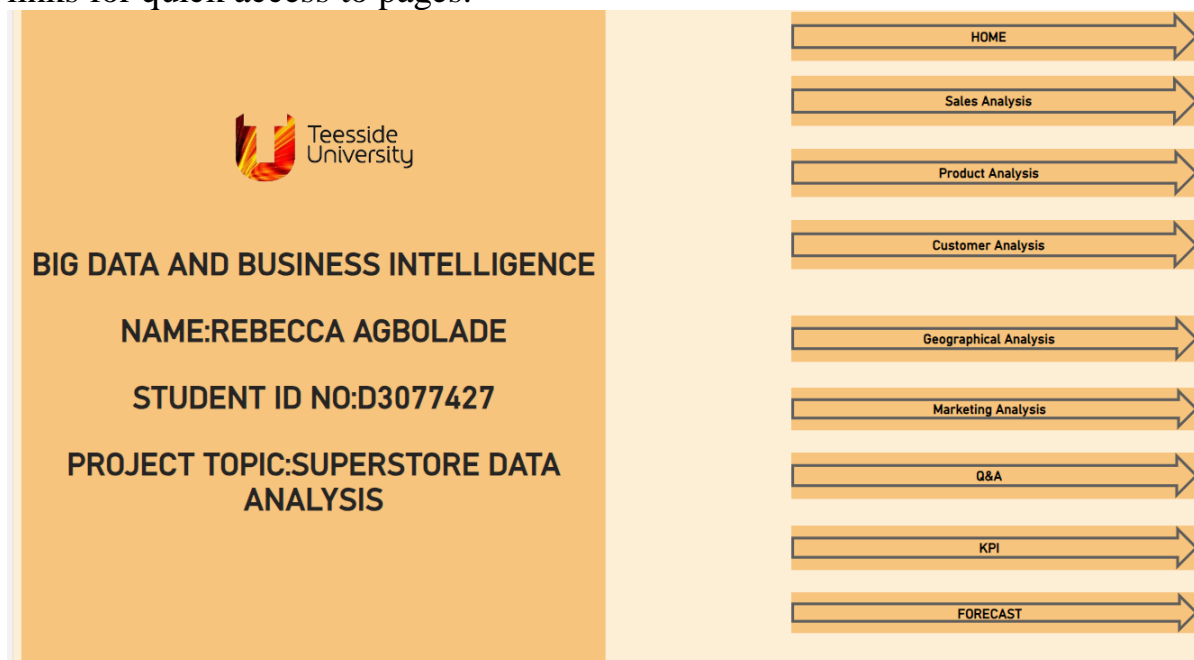 links for quick access to pages.
Teesside
University
BIG DATA AND BUSINESS INTELLIGENCE
NAME:REBECCA AGBOLADE
STUDENT ID NO:D3077427
PROJECT TOPIC:SUPERSTORE DATA
ANALYSIS
HOME
Sales Analysis
Product Analysis
Customer Analysis
Geographical Analysis
Marketing Analysis
Q&A
KPI
FORECAST